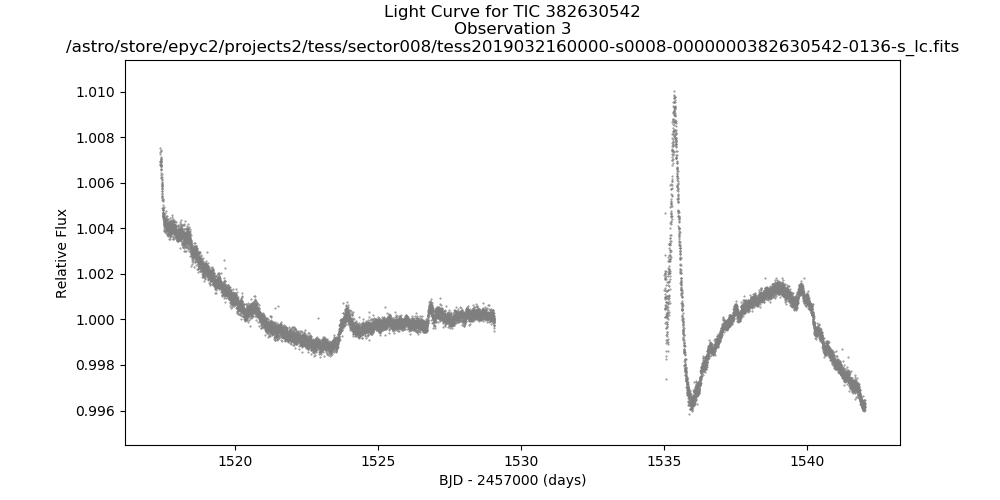 Light Curve for TIC 382630542
Observation 3
/astro/store/epyc2/projects2/tess/sector008/tess2019032160000-s0008-0000000382630542-0136-s_lc.fits
1.010
1.008
1.006
1.004
1.002
1.000
0.998
0.996
Relative Flux
1520
1525
1530
1535
1540
BJD - 2457000 (days)